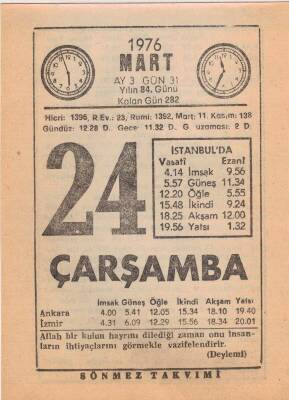 1976
MART
AY 3 GÜN 31
Yılın 84. Günü
Kalan Gün 282
Hicri: 1396, R.Ev.: 23, Rumi: 1392, Mart: 11, Kasım: 138
Gündüz: 12.28 D., Gece: 11.32 D. G. uzaması: 2 D.
24
İSTANBUL'DA
Vasatî Ezanî
4.14 İmsak 9.56
5.57 Güneş 11.34
12.20 Öğle 5.55
15.48 İkindi 9.24
18.25 Akşam 12.00
19.56 Yatsı 1.32
ÇARŞAMBA
İmsak Güneş Öğle İkindi Akşam Yatsı
Ankara 4.00 5.41 12.05 15.34 18.10 19.40
İzmir 4.31 6.09 12.29 15.56 18.34 20.01
Allah bir kulun hayrını dilediği zaman onu insan-
ların ihtiyaçlarını görmekle vazifelendirir.
(Deylemî)
SÖNMEZ TAKVİMİ